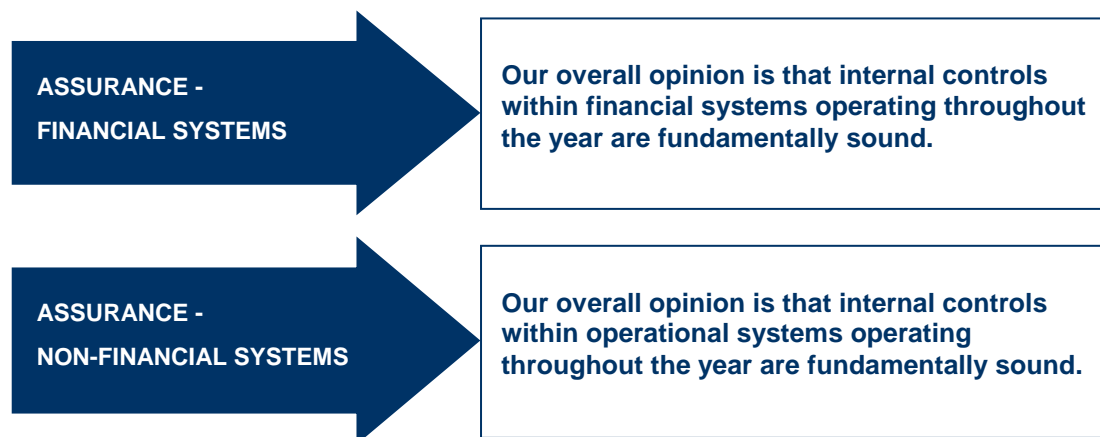 ASSURANCE -
FINANCIAL SYSTEMS
Our overall opinion is that internal controls
within financial systems operating throughout
the year are fundamentally sound.
ASSURANCE -
NON-FINANCIAL SYSTEMS
Our overall opinion is that internal controls
within operational systems operating
throughout the year are fundamentally sound.